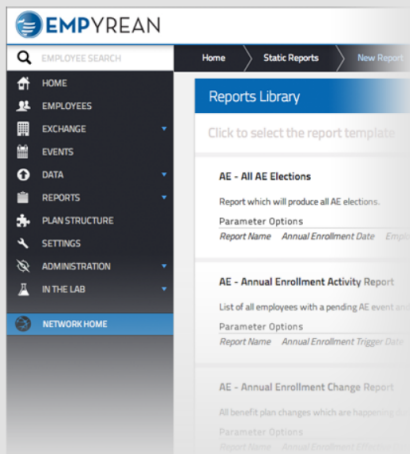 EMPYREAN
EMPLOYEE SEARCH
Home
Static Reports
New Report
HOME
EMPLOYEES
EXCHANGE
EVENTS
DATA
REPORTS
PLAN STRUCTURE
SETTINGS
ADMINISTRATION
IN THE LAB
NETWORK HOME
Reports Library
Click to select the report template
AE - All AE Elections
Report which will produce all AE elections.
Parameter Options
Report Name Annual Enrollment Date
AE - Annual Enrollment Activity Report
List of all employees with a pending AE event and
Parameter Options
Report Name Annual Enrollment Trigger Date
AE - Annual Enrollment Change Report
All benefit plan changes which are happening
Parameter Options
Report Name Annual Enrollment